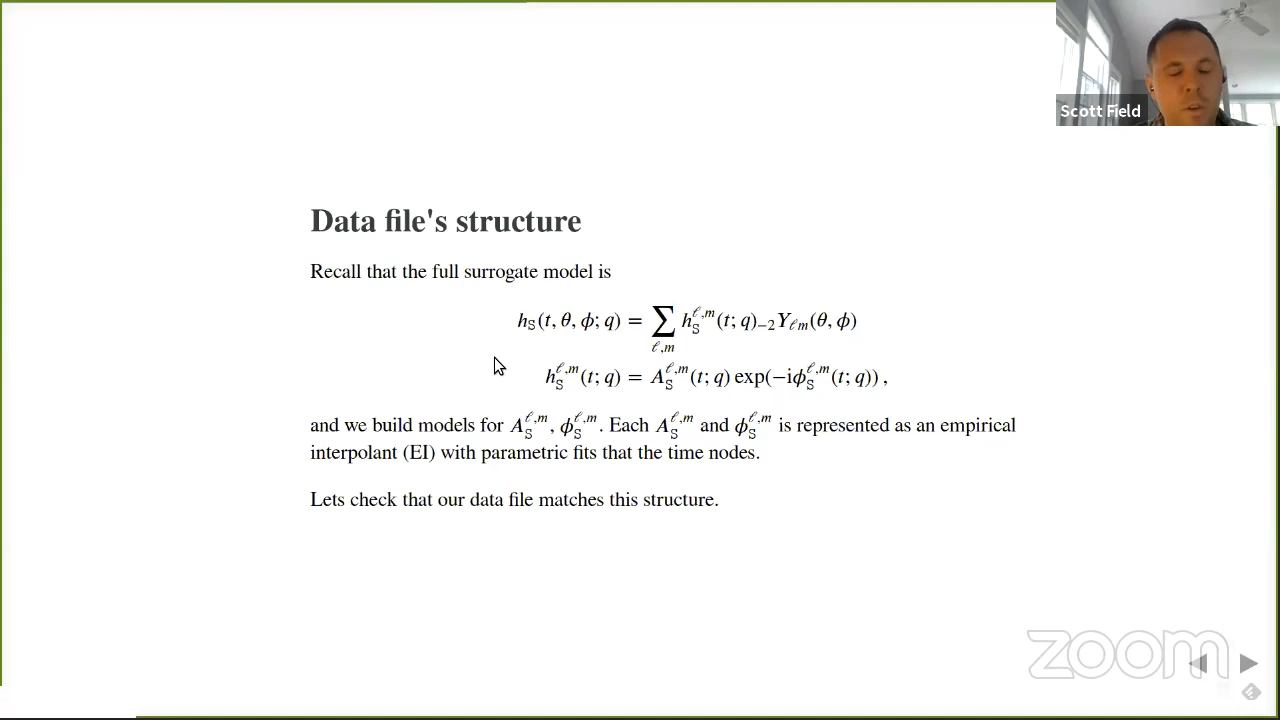 Scott Field
Data file's structure
Recall that the full surrogate model is
h_S(t, θ, ϕ; q) = ∑_{ℓ,m} h_S^{ℓ,m}(t; q)_{−2}Y_{ℓm}(θ, ϕ)
h_S^{ℓ,m}(t; q) = A_S^{ℓ,m}(t; q) exp(−iϕ_S^{ℓ,m}(t; q)) ,
and we build models for A_S^{ℓ,m}, ϕ_S^{ℓ,m}. Each A_S^{ℓ,m} and ϕ_S^{ℓ,m} is represented as an empirical
interpolant (EI) with parametric fits that the time nodes.
Lets check that our data file matches this structure.
zoom